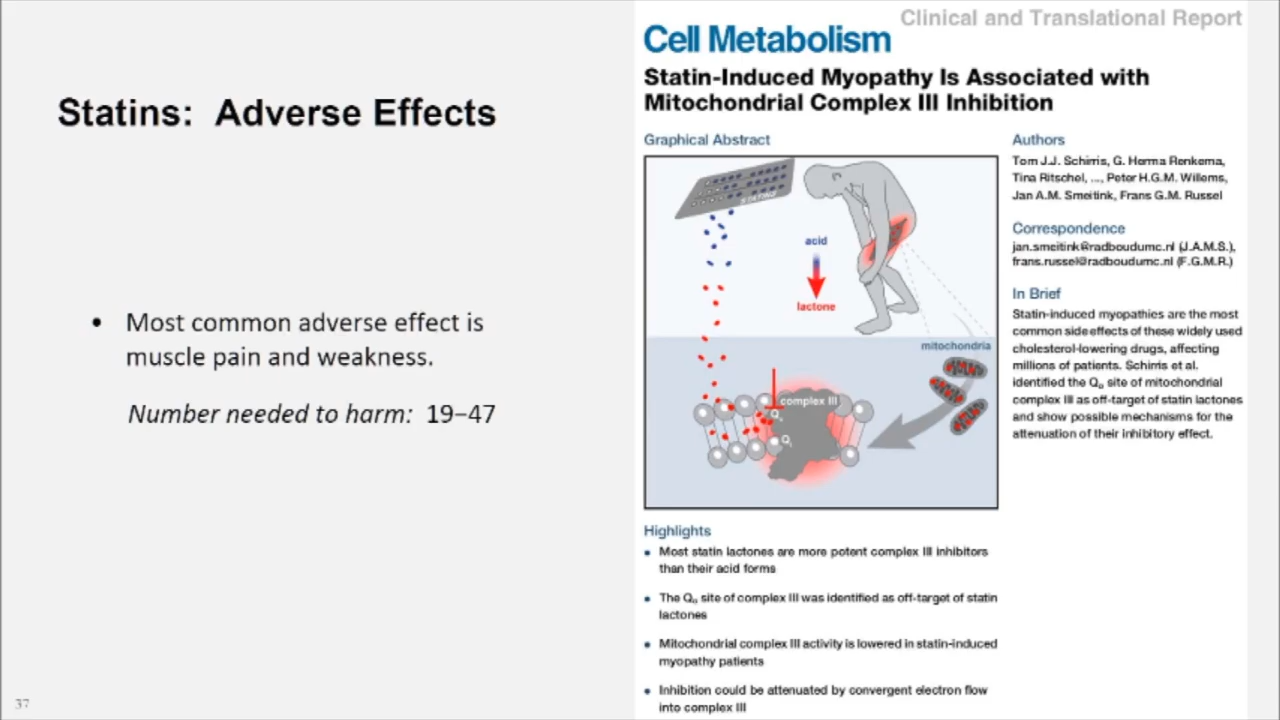 Statins: Adverse Effects
• Most common adverse effect is
muscle pain and weakness.
Number needed to harm: 19–47
37
Clinical and Translational Report
Cell Metabolism
Statin-Induced Myopathy Is Associated with
Mitochondrial Complex III Inhibition
Graphical Abstract
acid
lactone
mitochondria
complex III
Qₒ
Qᵢ
Authors
Tom J.J. Schirris, G. Herma Renkema,
Tina Ritschel, ..., Peter H.G.M. Willems,
Jan A.M. Smeitink, Frans G.M. Russel
Correspondence
jan.smeitink@radboudumc.nl (J.A.M.S.),
frans.russel@radboudumc.nl (F.G.M.R.)
In Brief
Statin-induced myopathies are the most
common side effects of these widely used
cholesterol-lowering drugs, affecting
millions of patients. Schirris et al.
identified the Qₒ site of mitochondrial
complex III as off-target of statin lactones
and show possible mechanisms for the
attenuation of their inhibitory effect.
Highlights
• Most statin lactones are more potent complex III inhibitors
than their acid forms
• The Qₒ site of complex III was identified as off-target of statin
lactones
• Mitochondrial complex III activity is lowered in statin-induced
myopathy patients
• Inhibition could be attenuated by convergent electron flow
into complex III